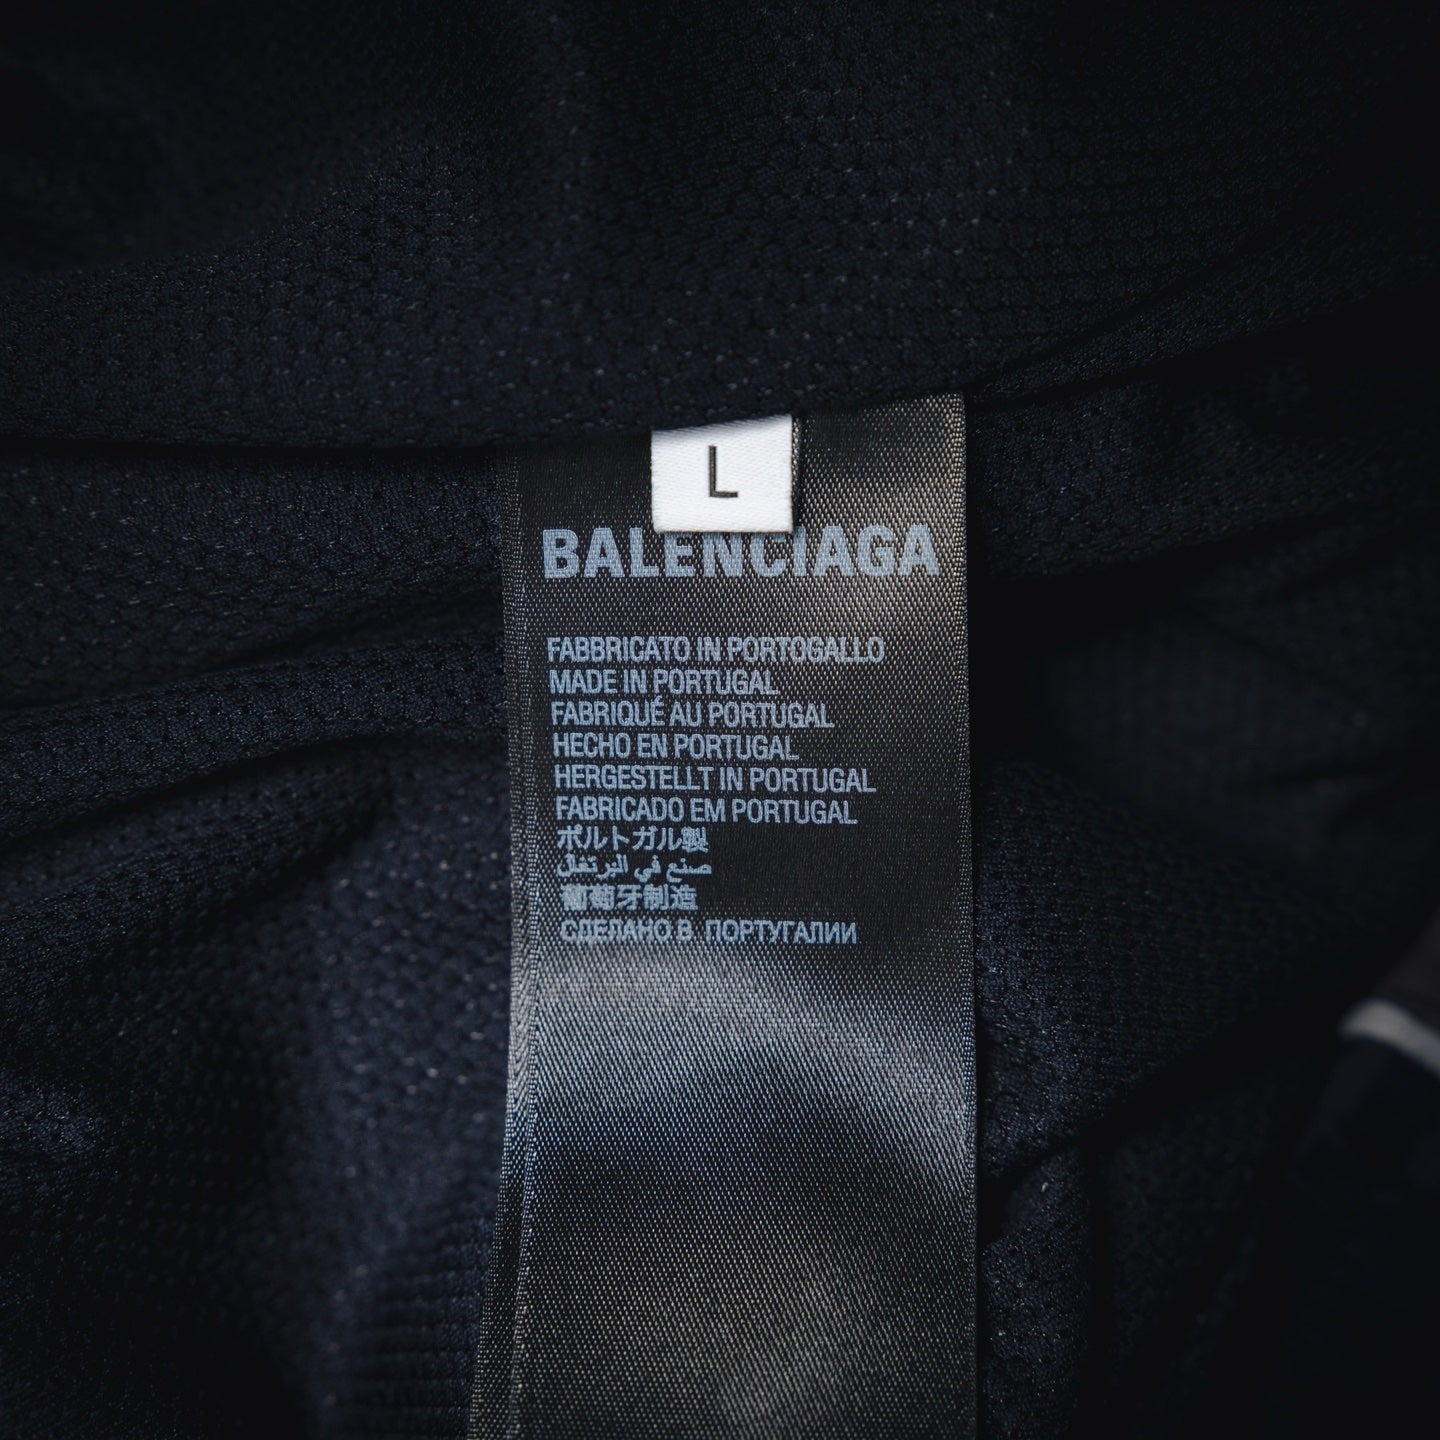 L
BALENCIAGA
FABBRICATO IN PORTOGALLO
MADE IN PORTUGAL
FABRIQUÉ AU PORTUGAL
HECHO EN PORTUGAL
HERGESTELLT IN PORTUGAL
FABRICADO EM PORTUGAL
ポルトガル製
صنع في البرتغال
葡萄牙制造
СДЕЛАНО В ПОРТУГАЛИИ